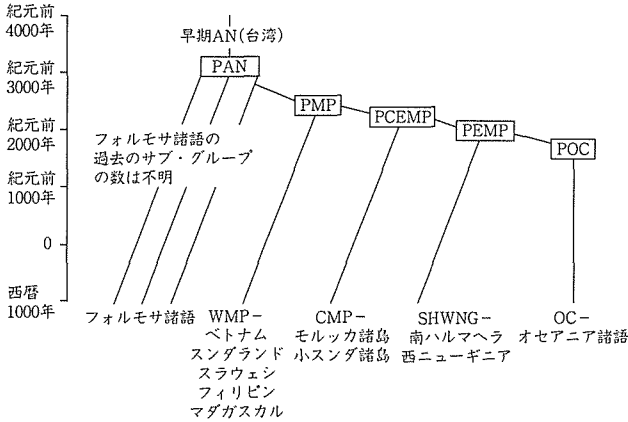 紀元前
4000年
早期AN(台湾)
紀元前
3000年
PAN
PMP
PCEMP
PEMP
POC
紀元前
2000年
フォルモサ諸語の
過去のサブ・グループ
の数は不明
紀元前
1000年
0
西暦
1000年
フォルモサ諸語
WMP－
ベトナム
スンダランド
スラウェシ
フィリピン
マダガスカル
CMP－
モルッカ諸島
小スンダ諸島
SHWNG－
南ハルマヘラ
西ニューギニア
OC－
オセアニア諸語